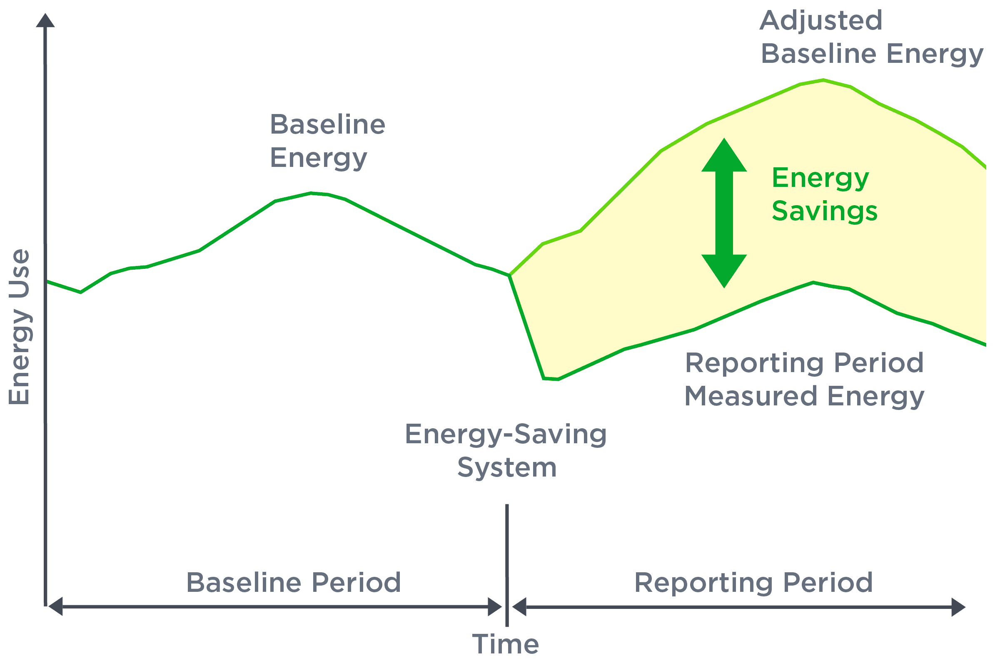 Adjusted
Baseline Energy
Baseline
Energy
Energy
Savings
Energy Use
Reporting Period
Measured Energy
Energy-Saving
System
Baseline Period
Reporting Period
Time